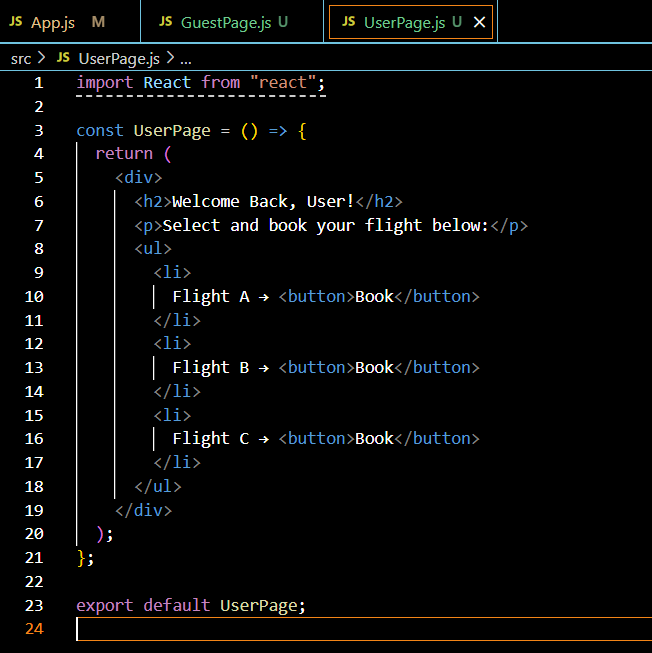 JS App.js M JS GuestPage.js U JS UserPage.js U ×
src > JS UserPage.js > ...
1 import React from "react";
2
3 const UserPage = () => {
4 return (
5 <div>
6 <h2>Welcome Back, User!</h2>
7 <p>Select and book your flight below:</p>
8 <ul>
9 <li>
10 Flight A → <button>Book</button>
11 </li>
12 <li>
13 Flight B → <button>Book</button>
14 </li>
15 <li>
16 Flight C → <button>Book</button>
17 </li>
18 </ul>
19 </div>
20 );
21 };
22
23 export default UserPage;
24